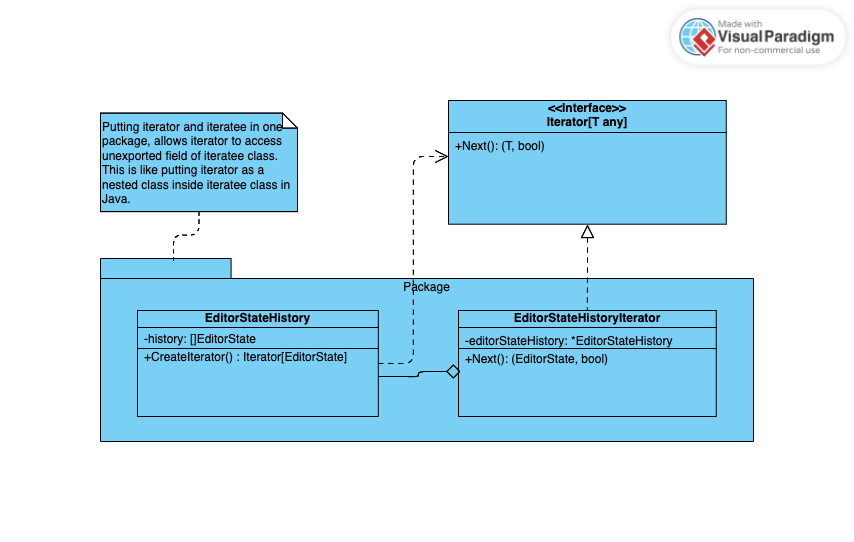 Made with
VisualParadigm
For non-commercial use
<<Interface>>
Iterator[T any]
+Next(): (T, bool)
Putting iterator and iteratee in one
package, allows iterator to access
unexported field of iteratee class.
This is like putting iterator as a
nested class inside iteratee class in
Java.
Package
EditorStateHistory
-history: []EditorState
+CreateIterator() : Iterator[EditorState]
EditorStateHistoryIterator
-editorStateHistory: *EditorStateHistory
+Next(): (EditorState, bool)